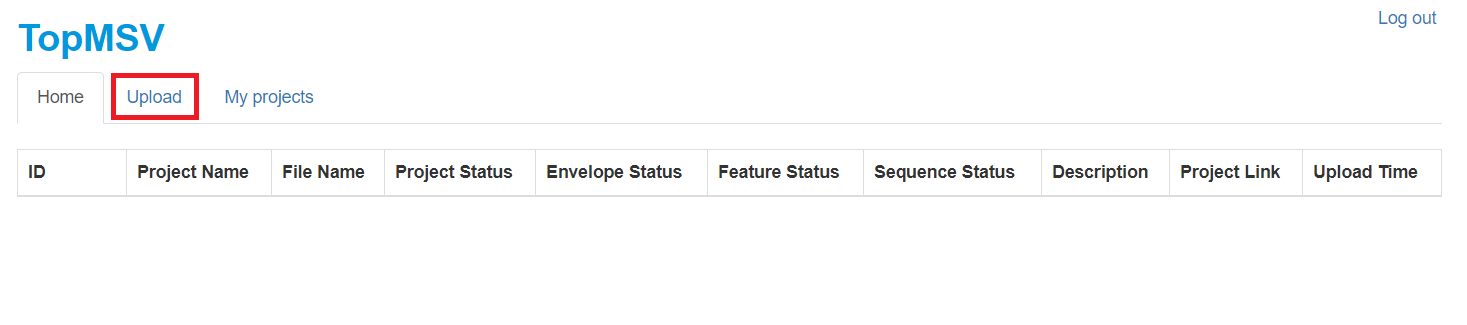 Log out
TopMSV
Home Upload My projects
ID Project Name File Name Project Status Envelope Status Feature Status Sequence Status Description Project Link Upload Time